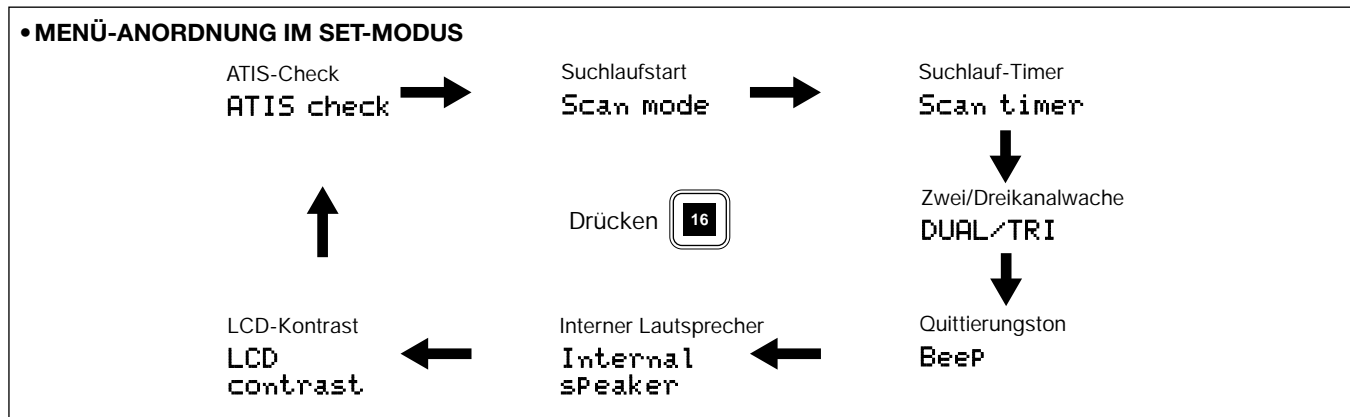 • MENÜ-ANORDNUNG IM SET-MODUS
ATIS-Check
ATIS check
Suchlaufstart
Scan mode
Suchlauf-Timer
Scan timer
Zwei/Dreikanalwache
DUAL/TRI
Drücken 16
Quittierungston
Beep
Interner Lautsprecher
Internal
speaker
LCD-Kontrast
LCD
contrast